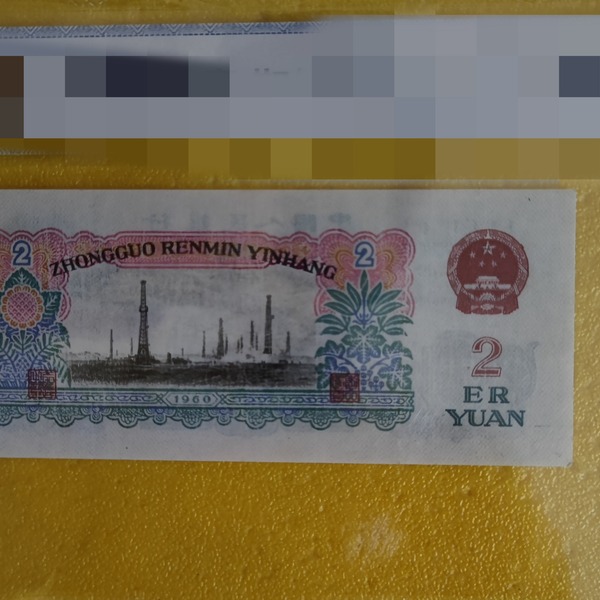 2
ZHONGGUO RENMIN YINHANG
2
1960
2
ER
YUAN